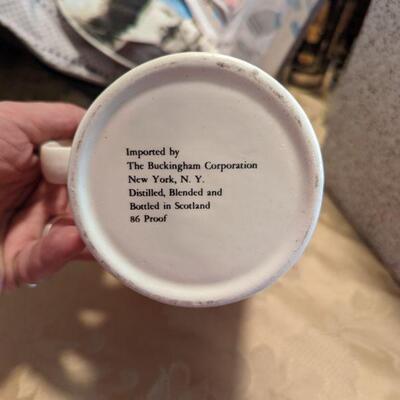 Imported by
The Buckingham Corporation
New York, N. Y.
Distilled, Blended and
Bottled in Scotland
86 Proof